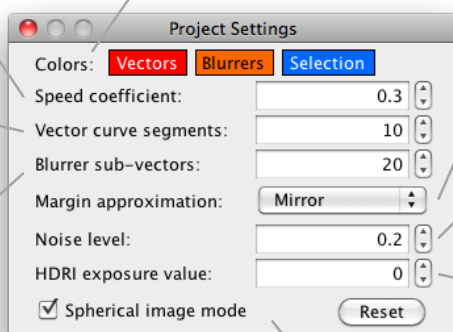 Project Settings
Colors: Vectors Blurrers Selection
Speed coefficient: 0.3
Vector curve segments: 10
Blurrer sub-vectors: 20
Margin approximation: Mirror
Noise level: 0.2
HDRI exposure value: 0
Spherical image mode Reset